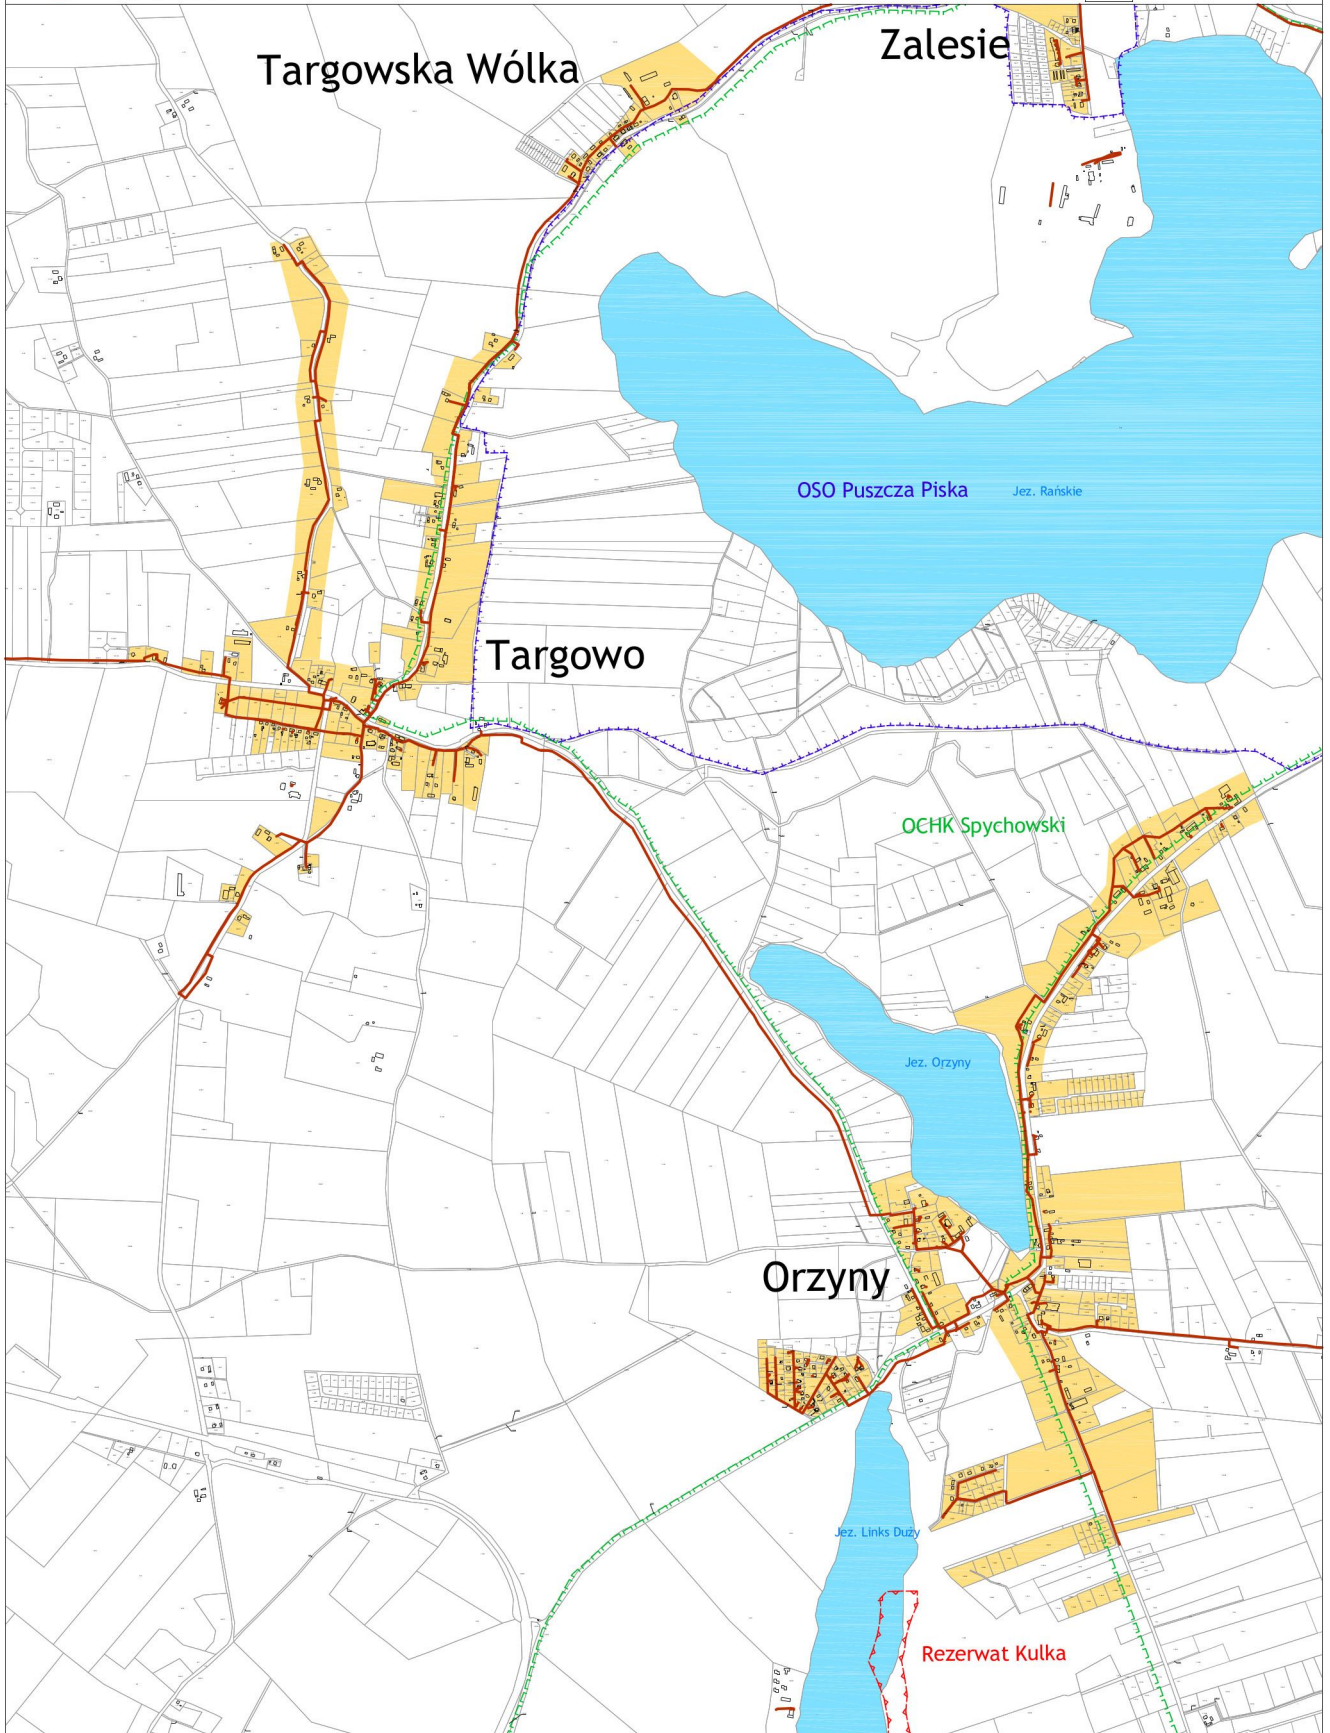 Zalesie
Targowska Wólka
OSO Puszcza Piska
Jez. Rańskie
Targowo
OCHK Spychowski
Jez. Orzyny
Orzyny
Jez. Links Duży
Rezerwat Kulka